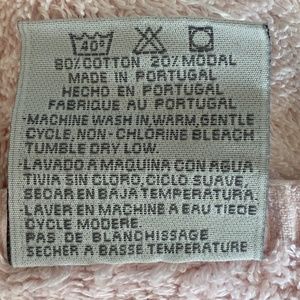 40°
80% COTTON 20% MODAL
MADE IN PORTUGAL
HECHO EN PORTUGAL
FABRIQUE AU PORTUGAL
-MACHINE WASH IN, WARM, GENTLE
CYCLE, NON-CHLORINE BLEACH
TUMBLE DRY LOW.
-LAVADO A MAQUINA CON AGUA
TIVIA SIN CLORO, CICLO SUAVE,
SECAR EN BAJA TEMPERATURA.
-LAVER EN MACHINE A EAU TIEDE
CYCLE MODERE.
PAS DE BLANCHISSAGE
SECHER A BASSE TEMPERATURE